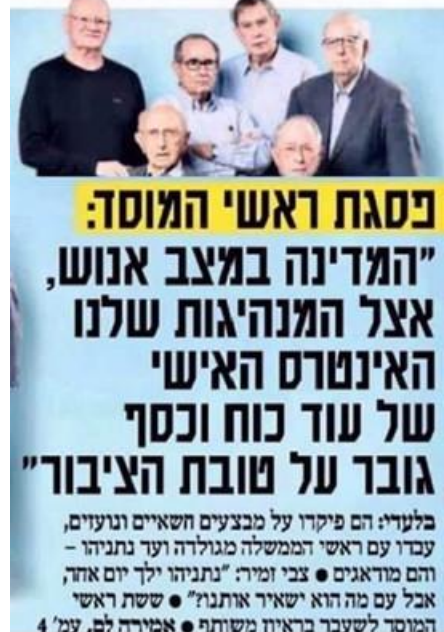 פסגת ראשי המוסד:
"המדינה במצב אנוש,
אצל המנהיגות שלנו
האינטרס האישי
של עוד כוח וכסף
גובר על טובת הציבור"
בלעדי: הם פיקדו על מבצעים חשאיים ונועזים,
עבדו עם ראשי הממשלה מגולדה ועד נתניהו –
והם מודאגים ● צבי זמיר: "נתניהו ילך יום אחד,
אבל עם מה הוא ישאיר אותנו?" ● ששת ראשי
המוסד לשעבר בראיון משותף ● אמירה לם, עמ' 4